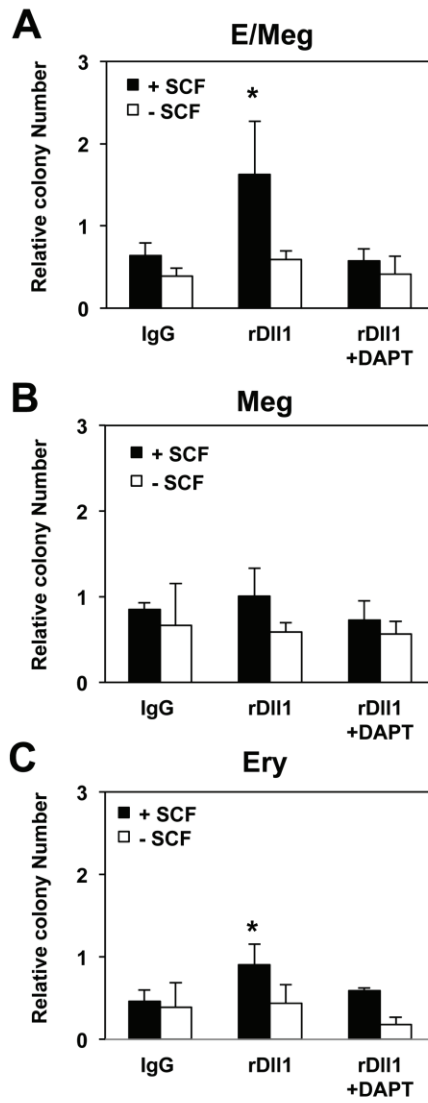 A
E/Meg
Relative colony Number
3
2
1
0
+ SCF
- SCF
*
IgG
rDll1
rDll1
+DAPT
B
Meg
Relative colony Number
3
2
1
0
+ SCF
- SCF
IgG
rDll1
rDll1
+DAPT
C
Ery
Relative colony Number
3
2
1
0
+ SCF
- SCF
*
IgG
rDll1
rDll1
+DAPT